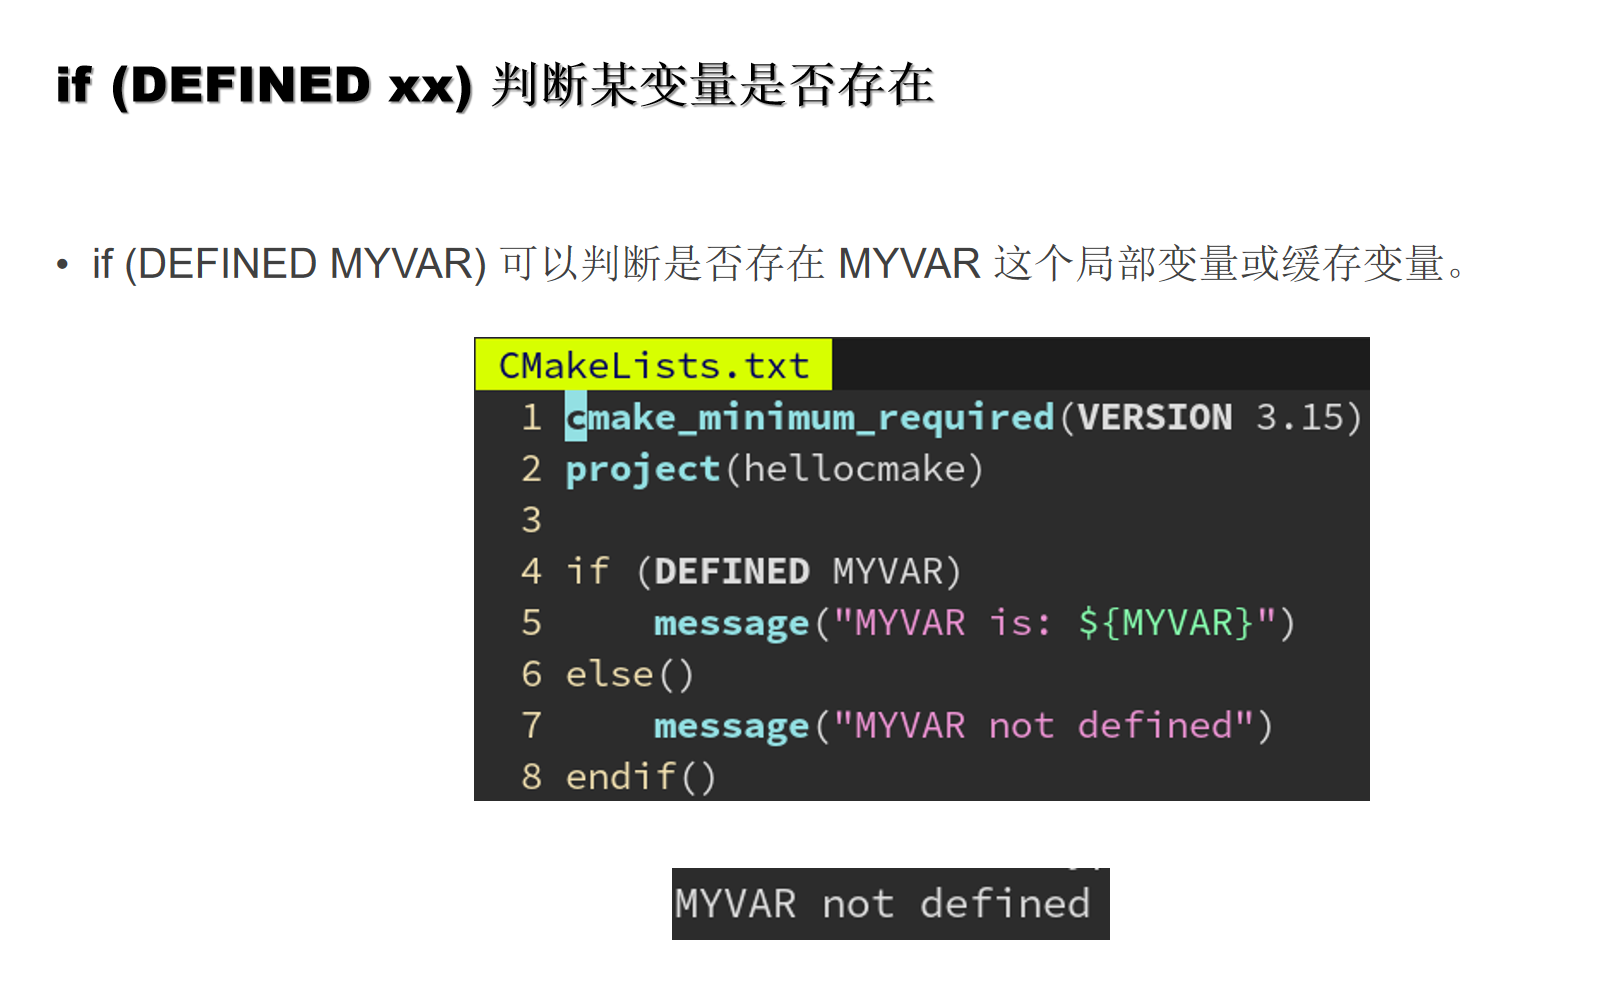 if (DEFINED xx) 判断某变量是否存在
• if (DEFINED MYVAR) 可以判断是否存在 MYVAR 这个局部变量或缓存变量。
CMakeLists.txt
1 cmake_minimum_required(VERSION 3.15)
2 project(hellocmake)
3
4 if (DEFINED MYVAR)
5     message("MYVAR is: ${MYVAR}")
6 else()
7     message("MYVAR not defined")
8 endif()
MYVAR not defined